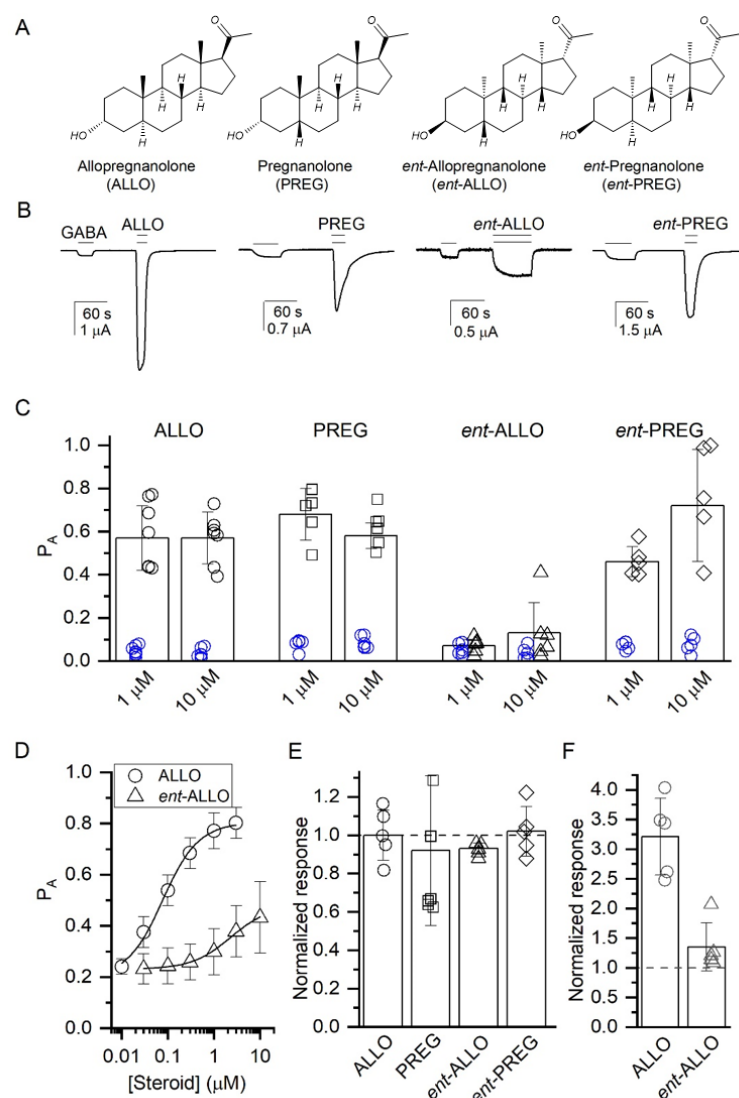 A
O
O
O
O
H
H
H
H
H
H
H
H
H
H
H
H
HO
HO
HO
HO
H
H
H
H
Allopregnanolone
(ALLO)
Pregnanolone
(PREG)
ent-Allopregnanolone
(ent-ALLO)
ent-Pregnanolone
(ent-PREG)
B
GABA
ALLO
PREG
ent-ALLO
ent-PREG
60 s
1 μA
60 s
0.7 μA
60 s
0.5 μA
60 s
1.5 μA
C
ALLO
PREG
ent-ALLO
ent-PREG
1.0
0.8
0.6
0.4
0.2
0.0
PA
1 μM
10 μM
1 μM
10 μM
1 μM
10 μM
1 μM
10 μM
D
ALLO
ent-ALLO
1.0
0.8
0.6
0.4
0.2
0.0
PA
0.01
0.1
1
10
[Steroid] (μM)
E
1.2
1.0
0.8
0.6
0.4
0.2
0.0
Normalized response
ALLO
PREG
ent-ALLO
ent-PREG
F
4.0
3.5
3.0
2.5
2.0
1.5
1.0
0.5
0.0
Normalized response
ALLO
ent-ALLO